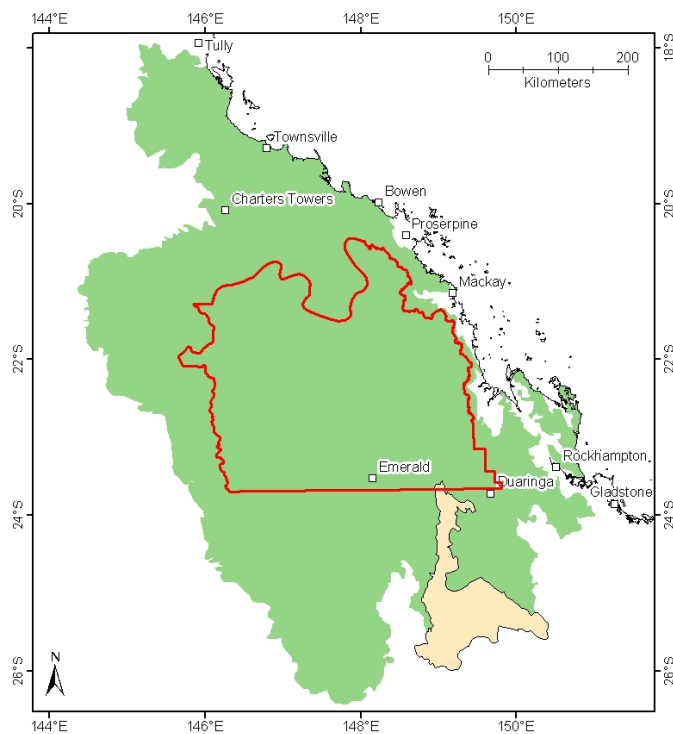 144°E 146°E 148°E 150°E
18°S
Tully
0 100 200
Kilometers
Townsville
Charters Towers
Bowen
20°S 20°S
Proserpine
Mackay
22°S 22°S
Emerald
Rockhampton
Duaringa
Gladstone
24°S 24°S
N
26°S 26°S
144°E 146°E 148°E 150°E